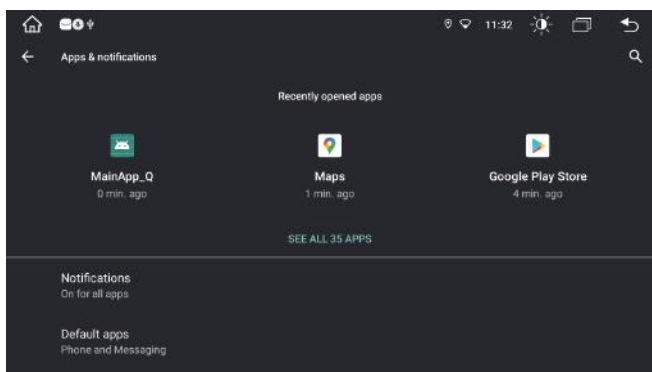 11:32
Apps & notifications
Recently opened apps
MainApp_Q
0 min. ago
Maps
1 min. ago
Google Play Store
4 min. ago
SEE ALL 35 APPS
Notifications
On for all apps
Default apps
Phone and Messaging